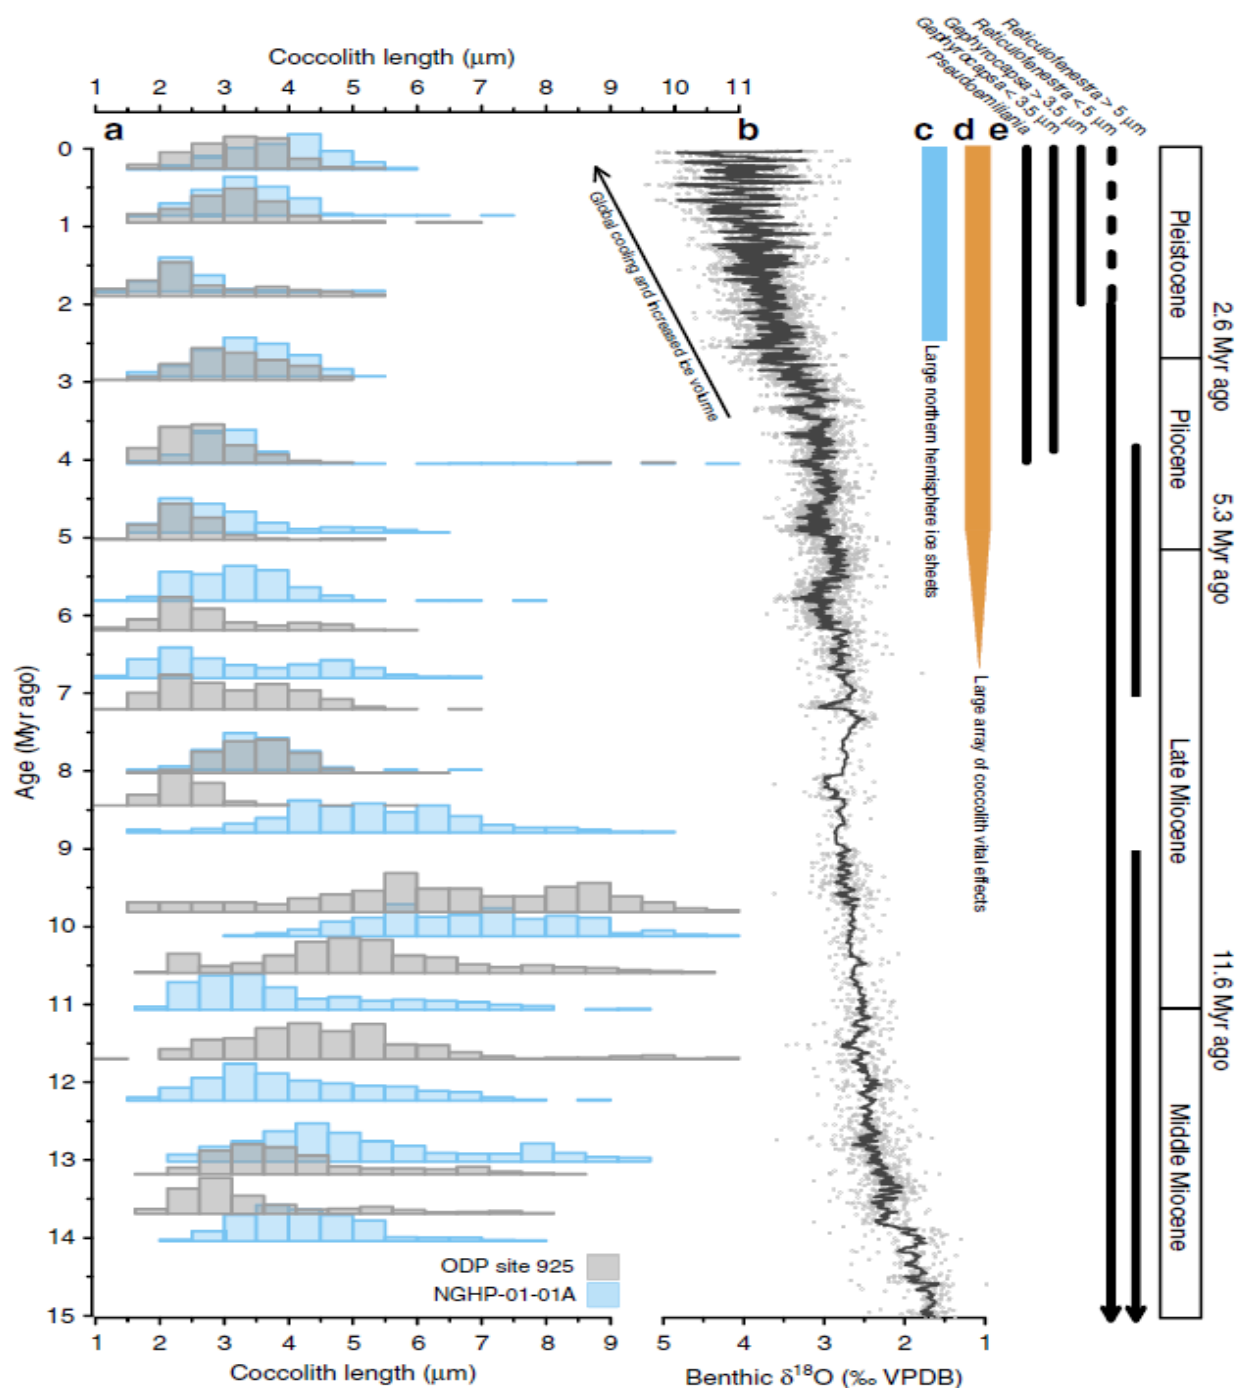 Coccolith length (μm)
1 2 3 4 5 6 7 8 9 10 11
Reticulofenestra > 5 μm
Reticulofenestra < 5 μm
Gephyrocapsa > 3.5 μm
Gephyrocapsa < 3.5 μm
Pseudoemiliania
a
b
c
d
e
Age (Myr ago)
0
1
2
3
4
5
6
7
8
9
10
11
12
13
14
15
Global cooling and increased ice volume
Large northern hemisphere ice sheets
Large array of coccolith vital effects
Pleistocene
Pliocene
Late Miocene
Middle Miocene
2.6 Myr ago
5.3 Myr ago
11.6 Myr ago
ODP site 925
NGHP-01-01A
1 2 3 4 5 6 7 8 9
Coccolith length (μm)
5 4 3 2 1
Benthic δ18O (‰ VPDB)